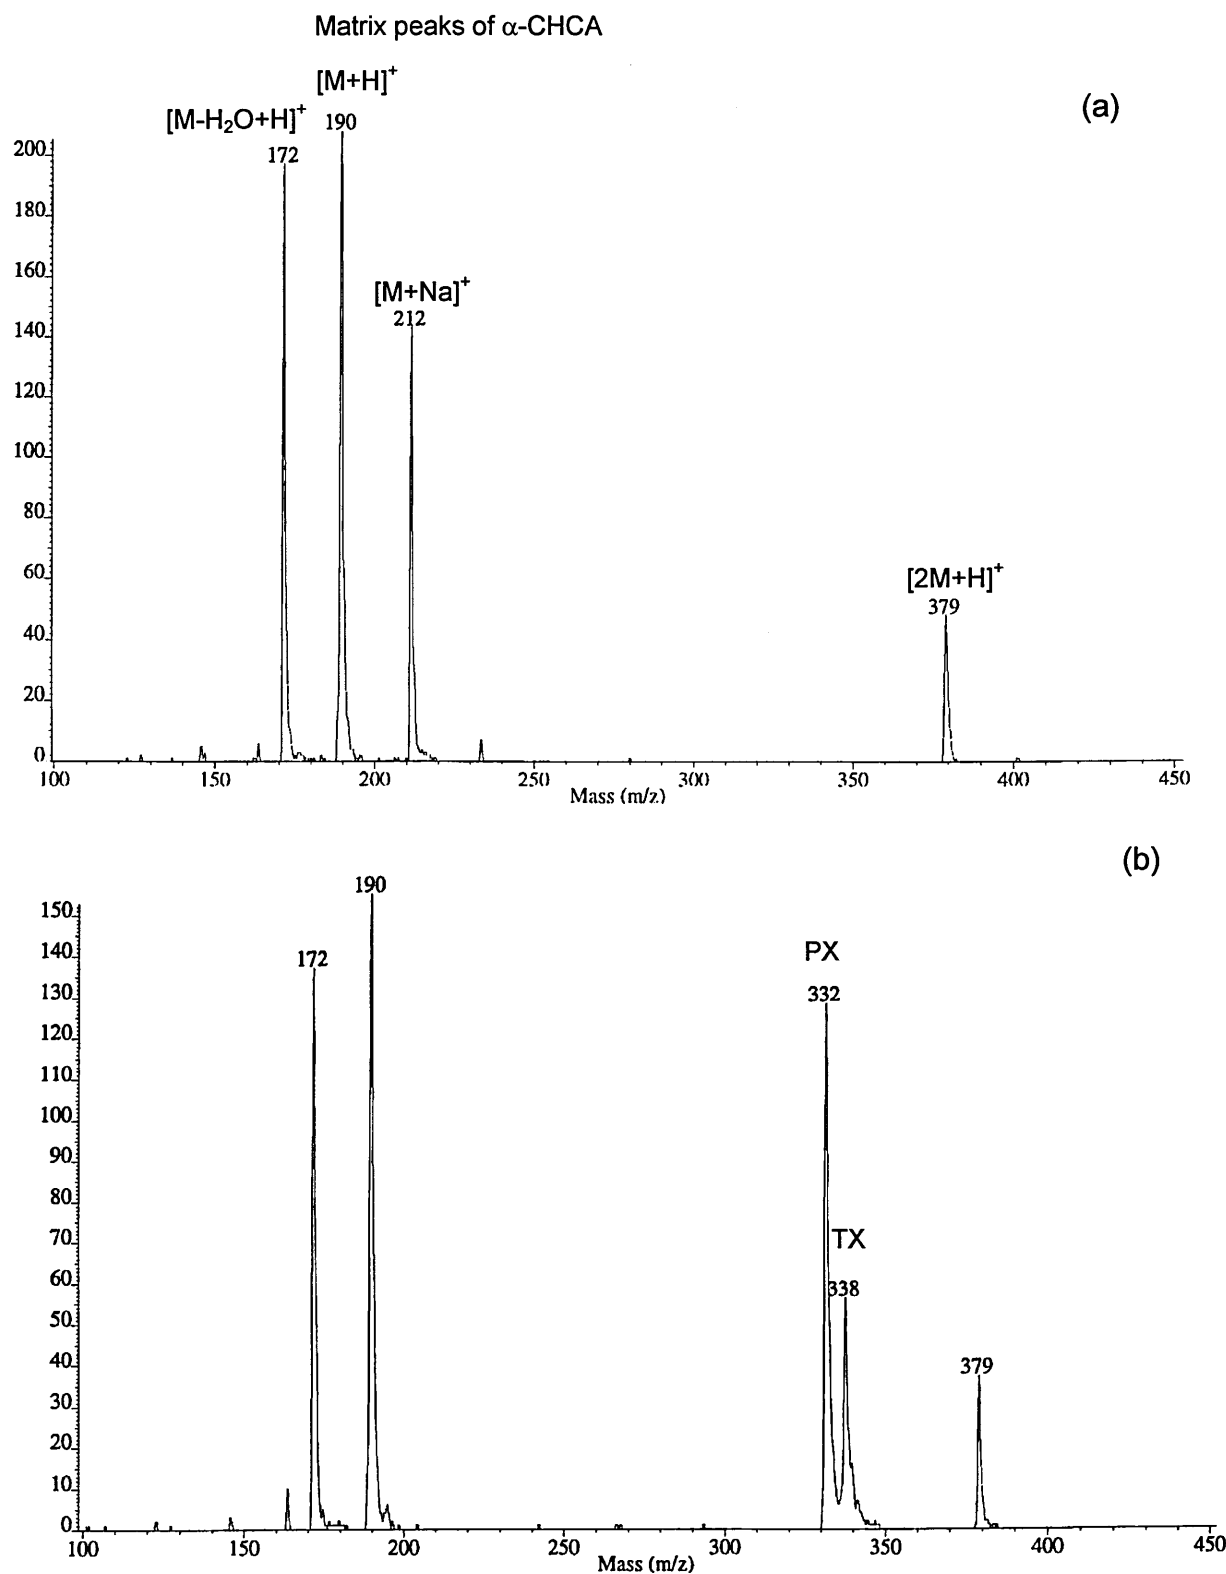 Matrix peaks of α-CHCA
(a)
[M+H]⁺
190
[M-H₂O+H]⁺
172
[M+Na]⁺
212
[2M+H]⁺
379
200
180
160
140
120
100
80
60
40
20
0
100 150 200 250 300 350 400 450
Mass (m/z)
(b)
190
172
PX
332
TX
338
379
150
140
130
120
110
100
90
80
70
60
50
40
30
20
10
0
100 150 200 250 300 350 400 450
Mass (m/z)